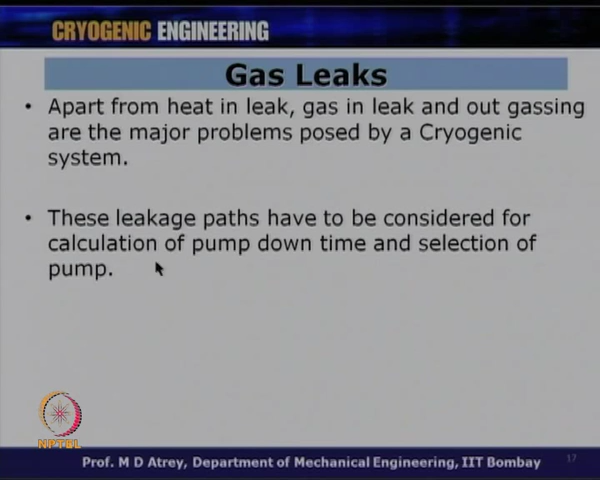 CRYOGENIC ENGINEERING
Gas Leaks
• Apart from heat in leak, gas in leak and out gassing
are the major problems posed by a Cryogenic
system.
• These leakage paths have to be considered for
calculation of pump down time and selection of
pump.
NPTEL
Prof. M D Atrey, Department of Mechanical Engineering, IIT Bombay
17